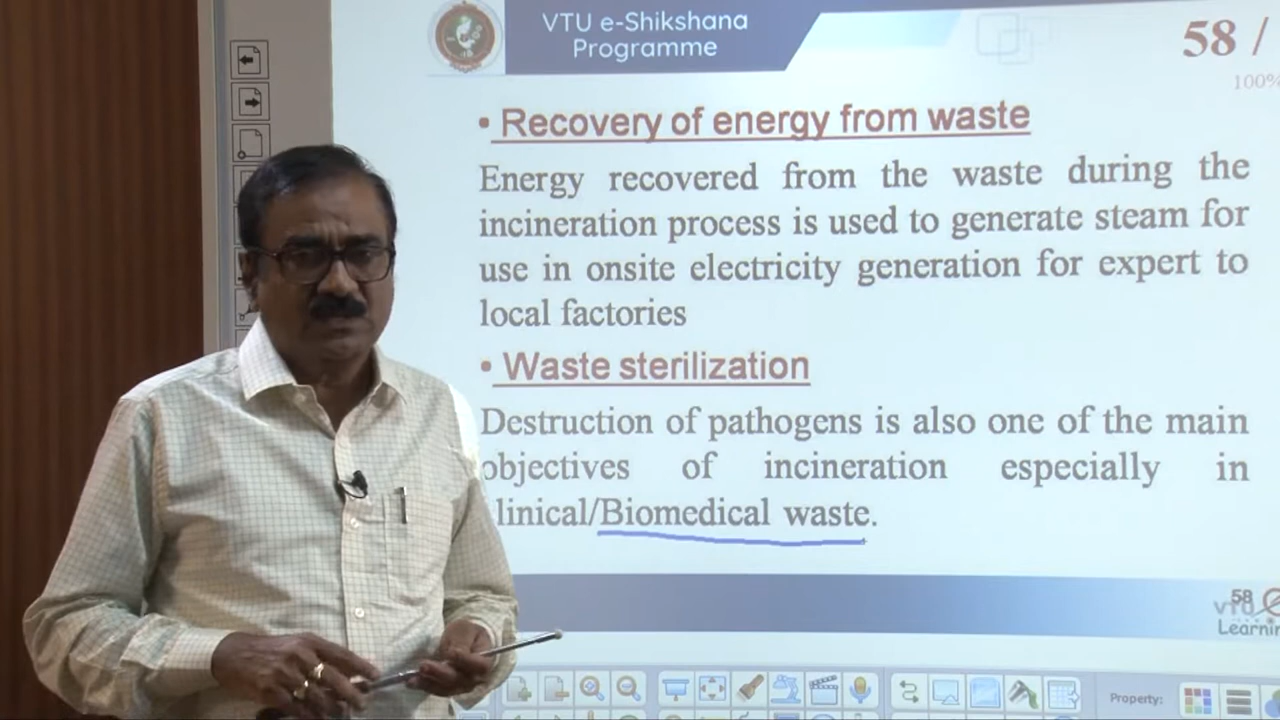 VTU e-Shikshana
Programme
58 /
100%
• Recovery of energy from waste
Energy recovered from the waste during the
incineration process is used to generate steam for
use in onsite electricity generation for expert to
local factories
• Waste sterilization
Destruction of pathogens is also one of the main
objectives of incineration especially in
linical/Biomedical waste.
58
VTU
Learnin
Property: